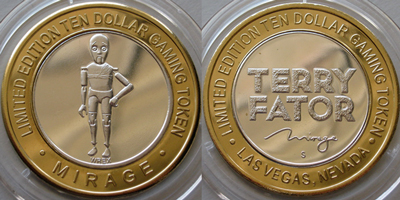 LIMITED EDITION TEN DOLLAR GAMING TOKEN
• MIRAGE •
LIMITED EDITION TEN DOLLAR GAMING TOKEN
TERRY
FATOR
mirage
S
• LAS VEGAS, NEVADA •